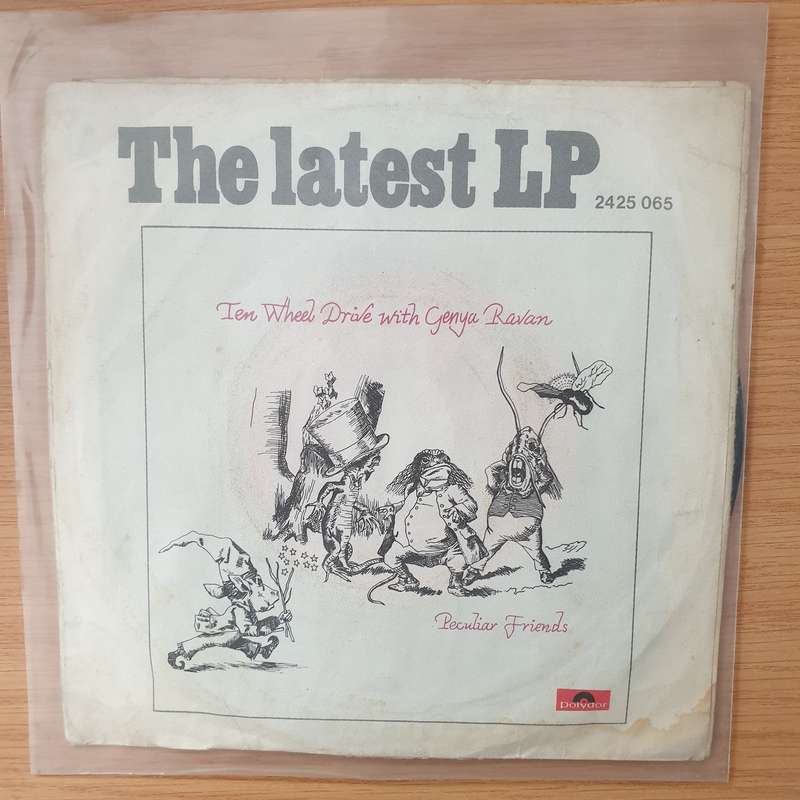 The latest LP 2425 065
Ten Wheel Drive with Genya Ravan
Peculiar Friends
polydor